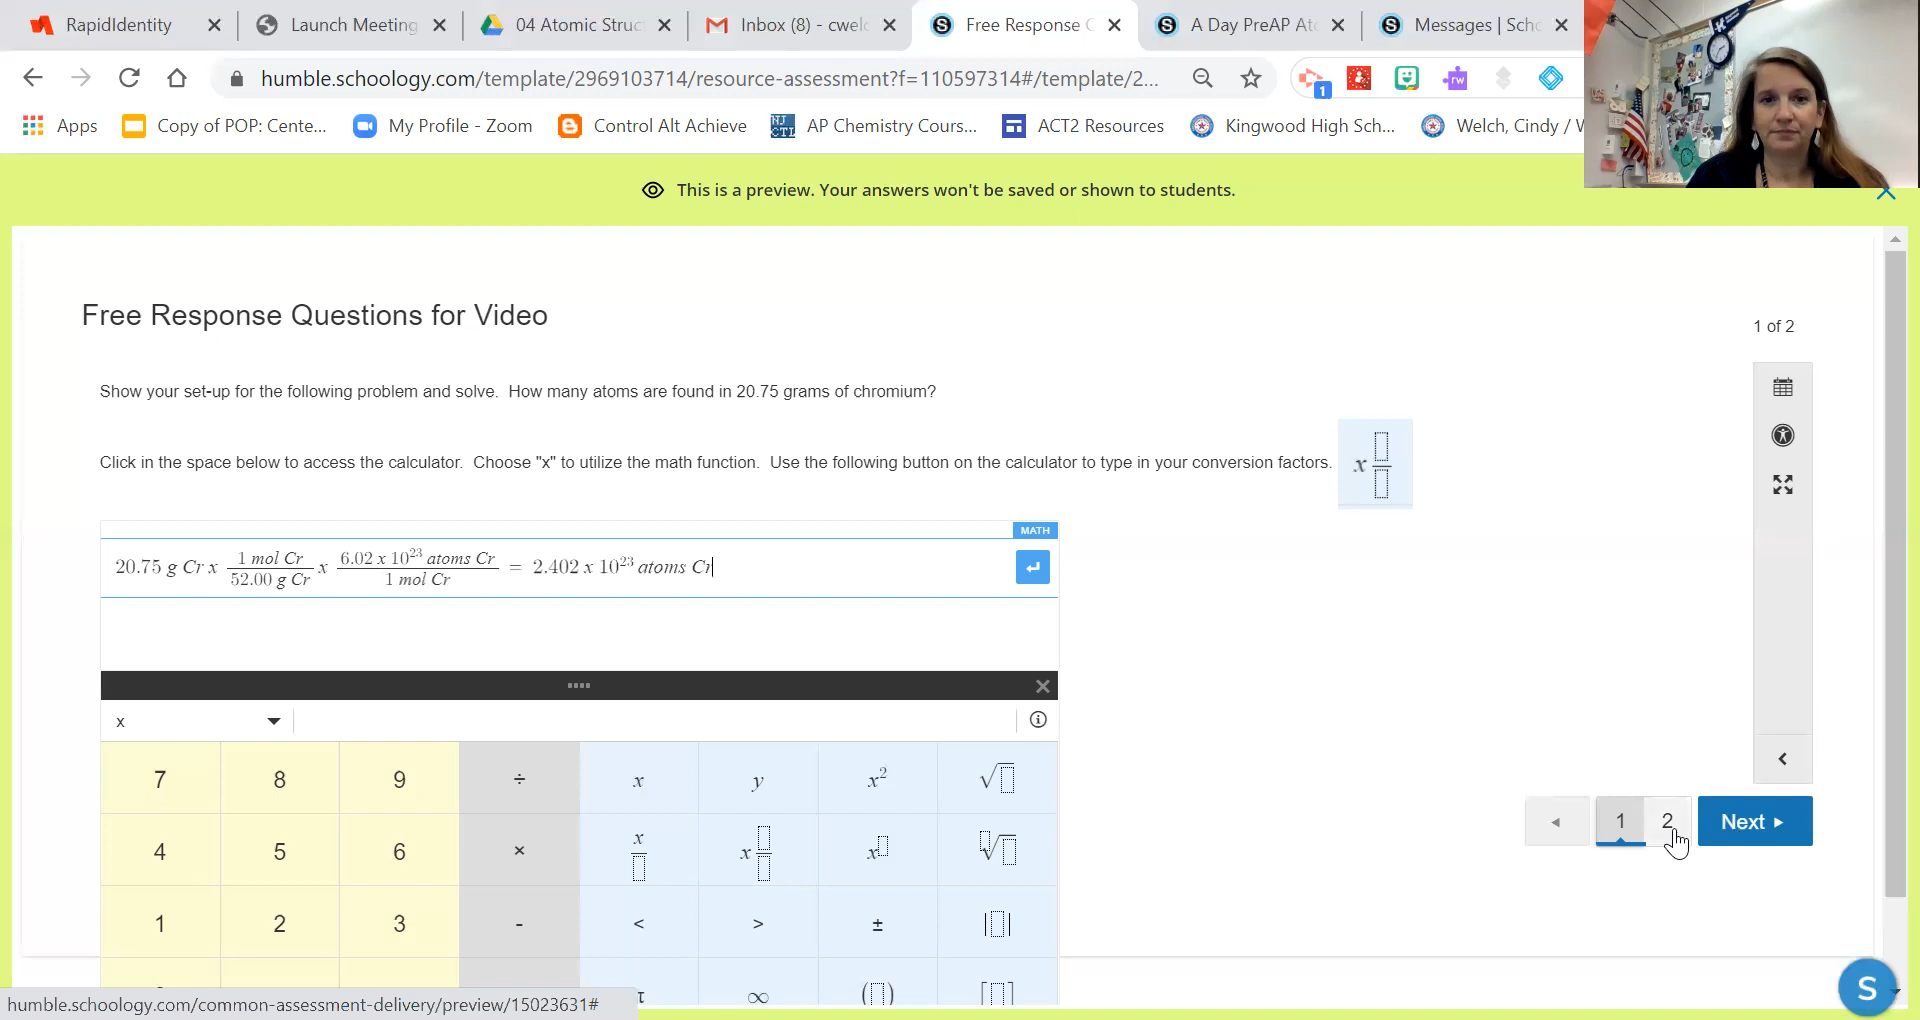 RapidIdentity
Launch Meeting
04 Atomic Struc
Inbox (8) - cwelc
Free Response
A Day PreAP Ato
Messages | Scho
humble.schoology.com/template/2969103714/resource-assessment?f=110597314#/template/2...
1
rw
Apps
Copy of POP: Cente...
My Profile - Zoom
Control Alt Achieve
NJ CTL
AP Chemistry Cours...
ACT2 Resources
Kingwood High Sch...
Welch, Cindy /
This is a preview. Your answers won't be saved or shown to students.
Free Response Questions for Video
1 of 2
Show your set-up for the following problem and solve. How many atoms are found in 20.75 grams of chromium?
Click in the space below to access the calculator. Choose "x" to utilize the math function. Use the following button on the calculator to type in your conversion factors. x
MATH
20.75 g Cr x 1 mol Cr / 52.00 g Cr x 6.02 x 10²³ atoms Cr / 1 mol Cr = 2.402 x 10²³ atoms Cr
x
7 8 9 ÷ x y x² √
4 5 6 × x x x √
1 2 3 - < > ± | |
∞ ( ) [ ]
◄ 1 2 Next ►
S
humble.schoology.com/common-assessment-delivery/preview/15023631#